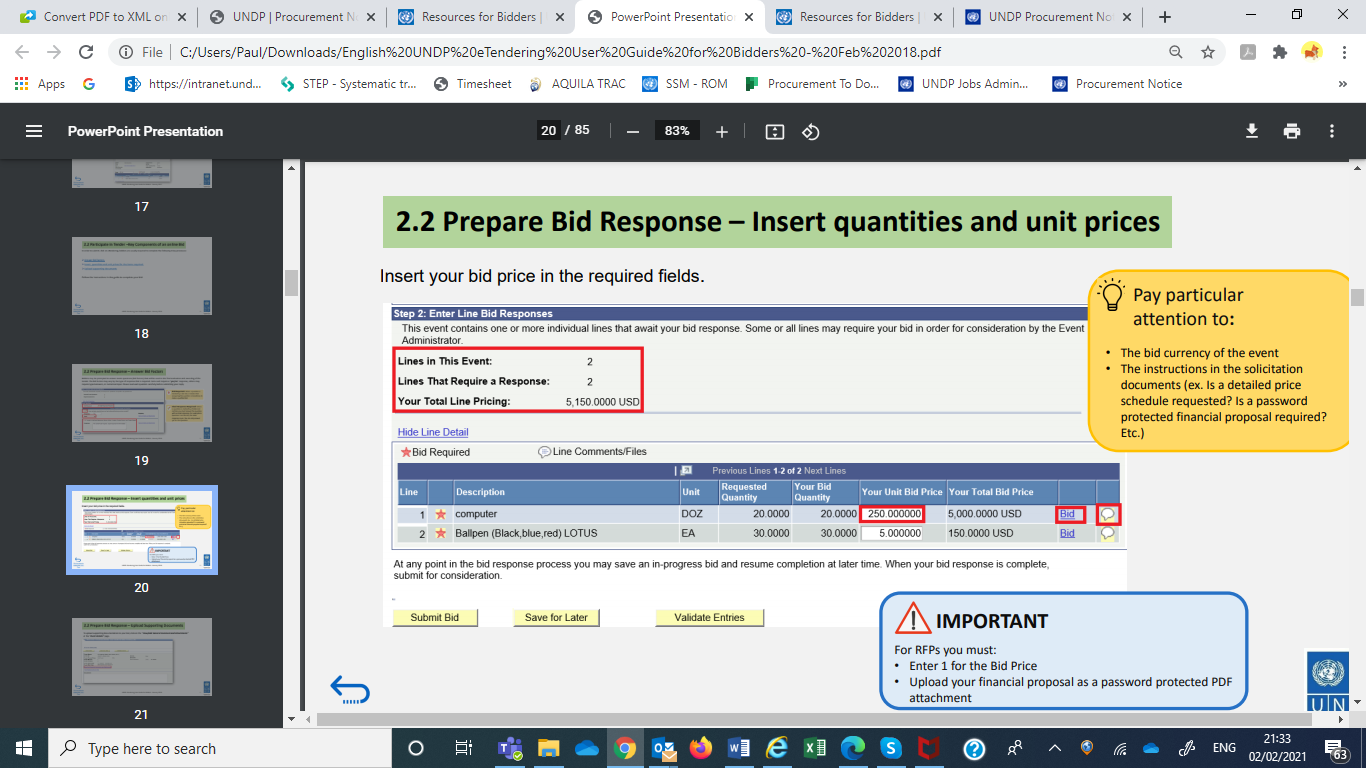 Convert PDF to XML on
UNDP | Procurement N
Resources for Bidders |
PowerPoint Presentatio
Resources for Bidders |
UNDP Procurement No
File
C:/Users/Paul/Downloads/English%20UNDP%20eTendering%20User%20Guide%20for%20Bidders%20-%20Feb%202018.pdf
Apps
https://intranet.und...
STEP - Systematic tr...
Timesheet
AQUILA TRAC
SSM - ROM
Procurement To Do...
UNDP Jobs Admin...
Procurement Notice
PowerPoint Presentation
20 / 85
83%
17
18
19
20
21
2.2 Prepare Bid Response – Insert quantities and unit prices
Insert your bid price in the required fields.
Pay particular
attention to:
• The bid currency of the event
• The instructions in the solicitation
documents (ex. Is a detailed price
schedule requested? Is a password
protected financial proposal required?
Etc.)
Step 2: Enter Line Bid Responses
This event contains one or more individual lines that await your bid response. Some or all lines may require your bid in order for consideration by the Event
Administrator.
Lines in This Event: 2
Lines That Require a Response: 2
Your Total Line Pricing: 5,150.0000 USD
Hide Line Detail
Bid Required
Line Comments/Files
Previous Lines 1-2 of 2 Next Lines
Line Description Unit Requested Quantity Your Bid Quantity Your Unit Bid Price Your Total Bid Price
1 computer DOZ 20.0000 20.0000 250.000000 5,000.0000 USD Bid
2 Ballpen (Black,blue,red) LOTUS EA 30.0000 30.0000 5.000000 150.0000 USD Bid
At any point in the bid response process you may save an in-progress bid and resume completion at later time. When your bid response is complete,
submit for consideration.
Submit Bid
Save for Later
Validate Entries
IMPORTANT
For RFPs you must:
• Enter 1 for the Bid Price
• Upload your financial proposal as a password protected PDF
attachment
U N
Type here to search
ENG
21:33
02/02/2021
63